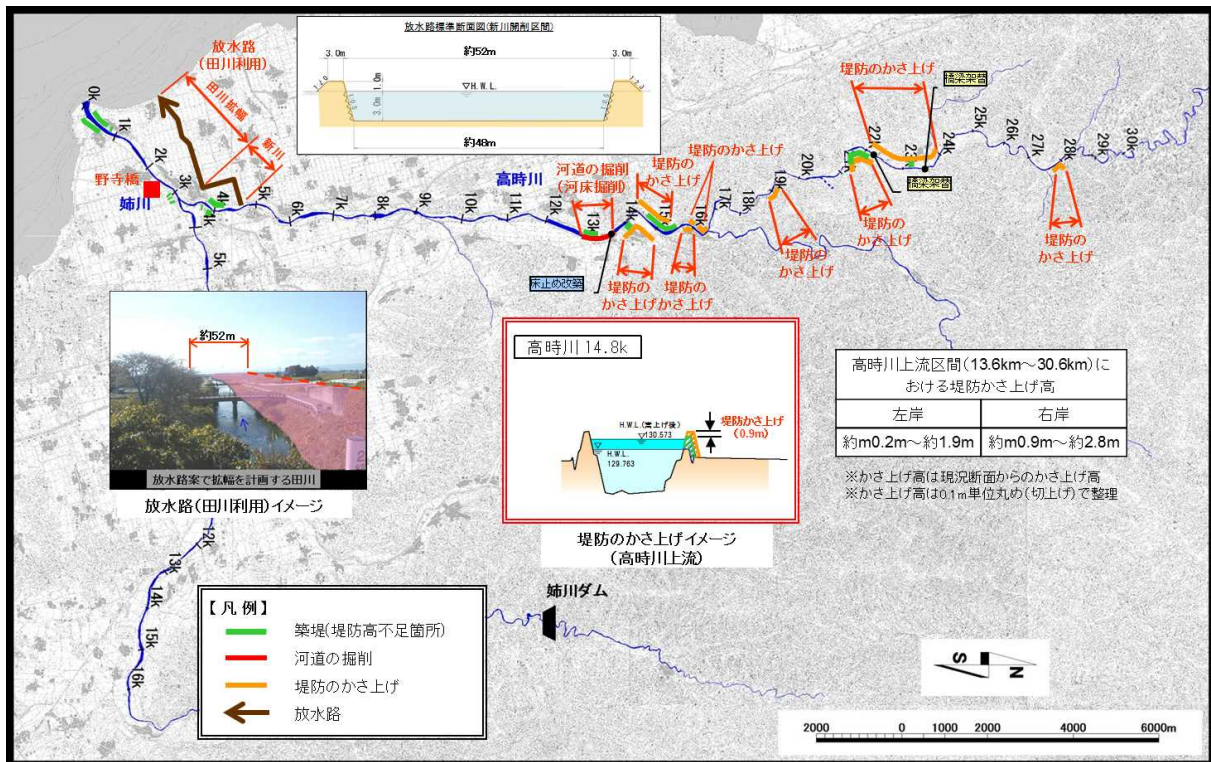 放水路標準断面図(新川開削区間)
約52m
3.0m
3.0m
1.0m
▽H.W.L.
3.0m
約48m
放水路
(田川利用)
田川拡幅
新川
0k
1k
2k
3k
4k
4k
5k
5k
6k
7k
8k
9k
10k
11k
12k
13k
14k
15k
16k
17k
18k
19k
20k
22k
23
24k
25k
26k
27k
28k
29k
30k
野寺橋
姉川
高時川
河道の掘削
(河床掘削)
堤防の
かさ上げ
堤防のかさ上げ
堤防のかさ上げ
橋梁架替
橋梁架替
床止め改築
堤防の
かさ上げ
堤防の
かさ上げ
堤防の
かさ上げ
堤防の
かさ上げ
堤防の
かさ上げ
約52m
放水路案で拡幅を計画する田川
放水路(田川利用)イメージ
12k
13k
14k
15k
16k
高時川 14.8k
H.W.L.(嵩上げ後)
▽130.573
▽H.W.L.
129.763
堤防かさ上げ
(0.9m)
堤防のかさ上げイメージ
(高時川上流)
高時川上流区間(13.6km～30.6km)に
おける堤防かさ上げ高
左岸 右岸
約m0.2m～約1.9m 約m0.9m～約2.8m
※かさ上げ高は現況断面からのかさ上げ高
※かさ上げ高は0.1m単位丸め(切上げ)で整理
姉川ダム
【凡例】
築堤(堤防高不足箇所)
河道の掘削
堤防のかさ上げ
放水路
S N
2000 0 1000 2000 4000 6000m